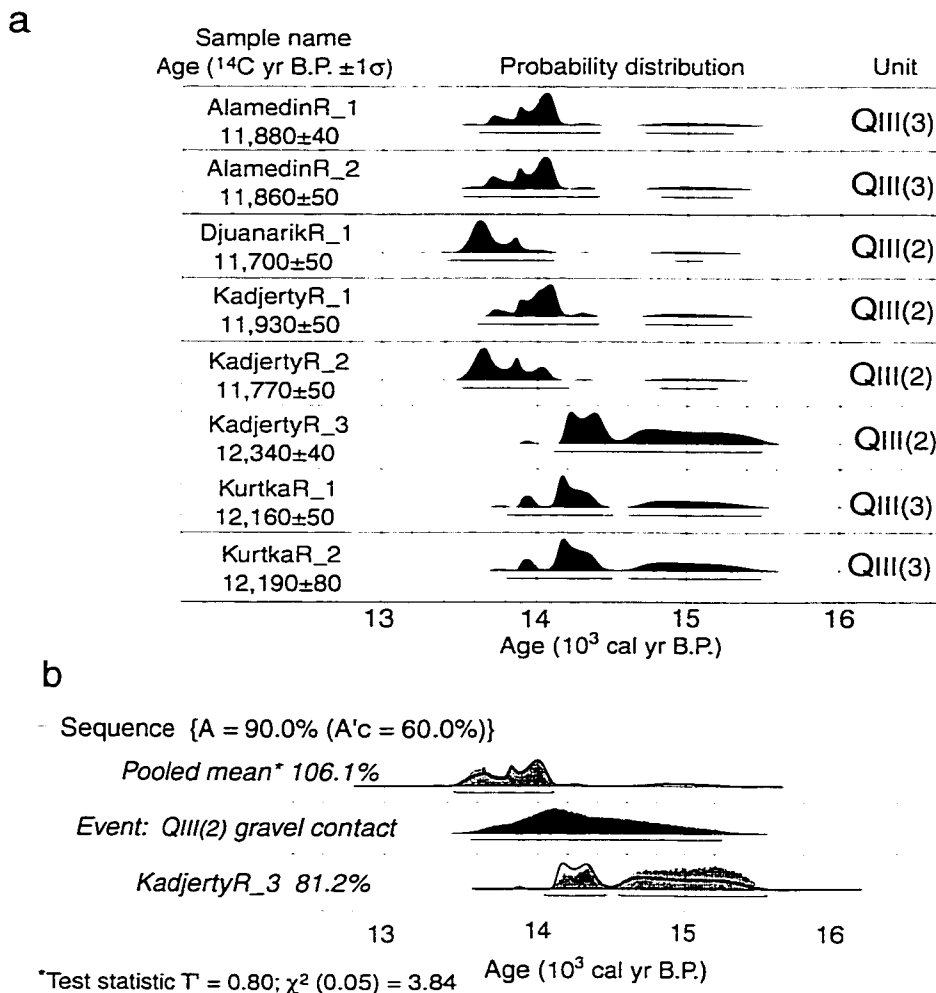 a
Sample name
Age (¹⁴C yr B.P. ±1σ) Probability distribution Unit
AlamedinR_1
11,880±40 QIII(3)
AlamedinR_2
11,860±50 QIII(3)
DjuanarikR_1
11,700±50 QIII(2)
KadjertyR_1
11,930±50 QIII(2)
KadjertyR_2
11,770±50 QIII(2)
KadjertyR_3
12,340±40 QIII(2)
KurtkaR_1
12,160±50 QIII(3)
KurtkaR_2
12,190±80 QIII(3)
13 14 15 16
Age (10³ cal yr B.P.)
b
Sequence {A = 90.0% (A'c = 60.0%)}
Pooled mean* 106.1%
Event: QIII(2) gravel contact
KadjertyR_3 81.2%
13 14 15 16
Age (10³ cal yr B.P.)
*Test statistic T' = 0.80; χ² (0.05) = 3.84